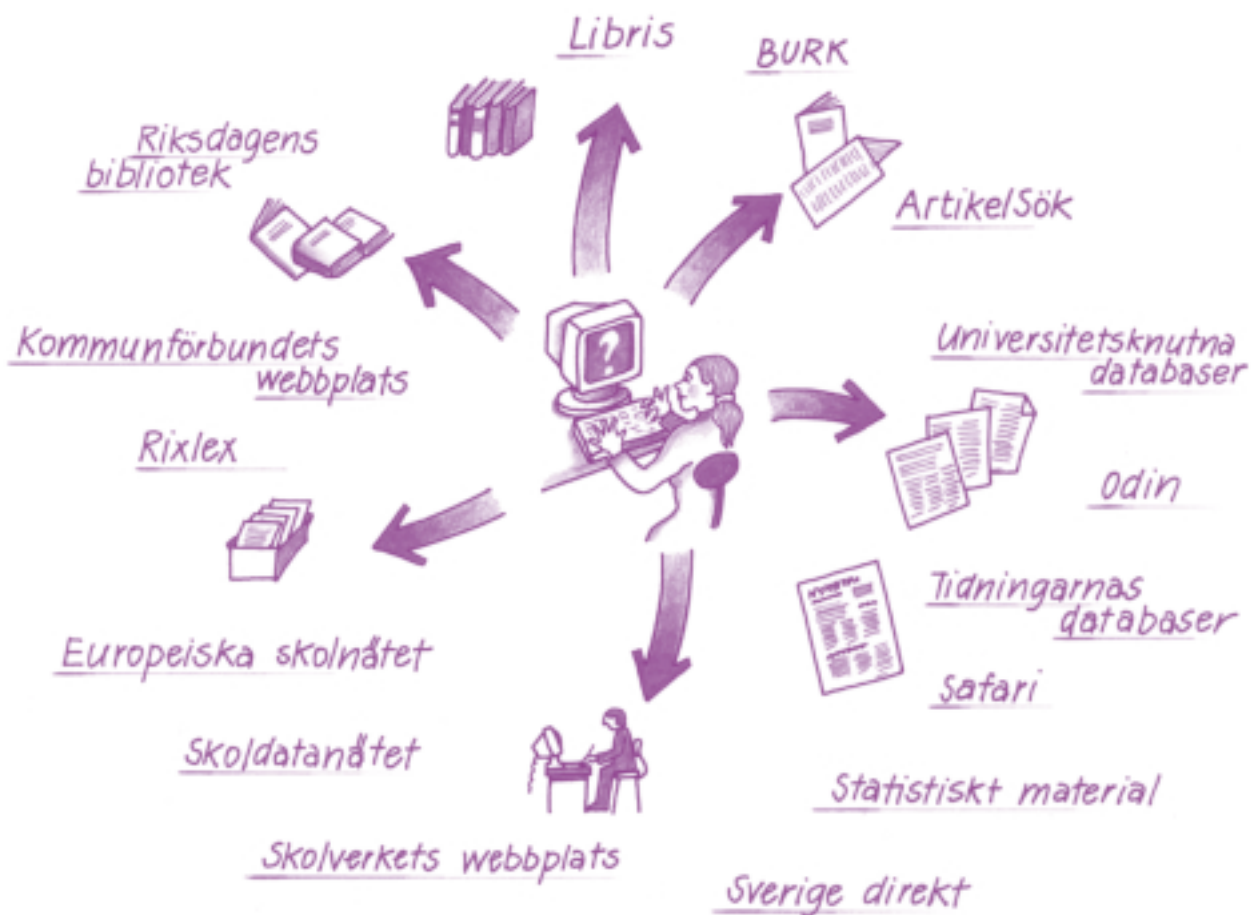 Libris
BURK
Riksdagens
bibliotek
ArtikelSök
Kommunförbundets
webbplats
Universitetsknutna
databaser
Rixlex
?
Odin
Tidningarnas
databaser
Europeiska skolnätet
Safari
Skoldatanätet
Statistiskt material
Skolverkets webbplats
Sverige direkt